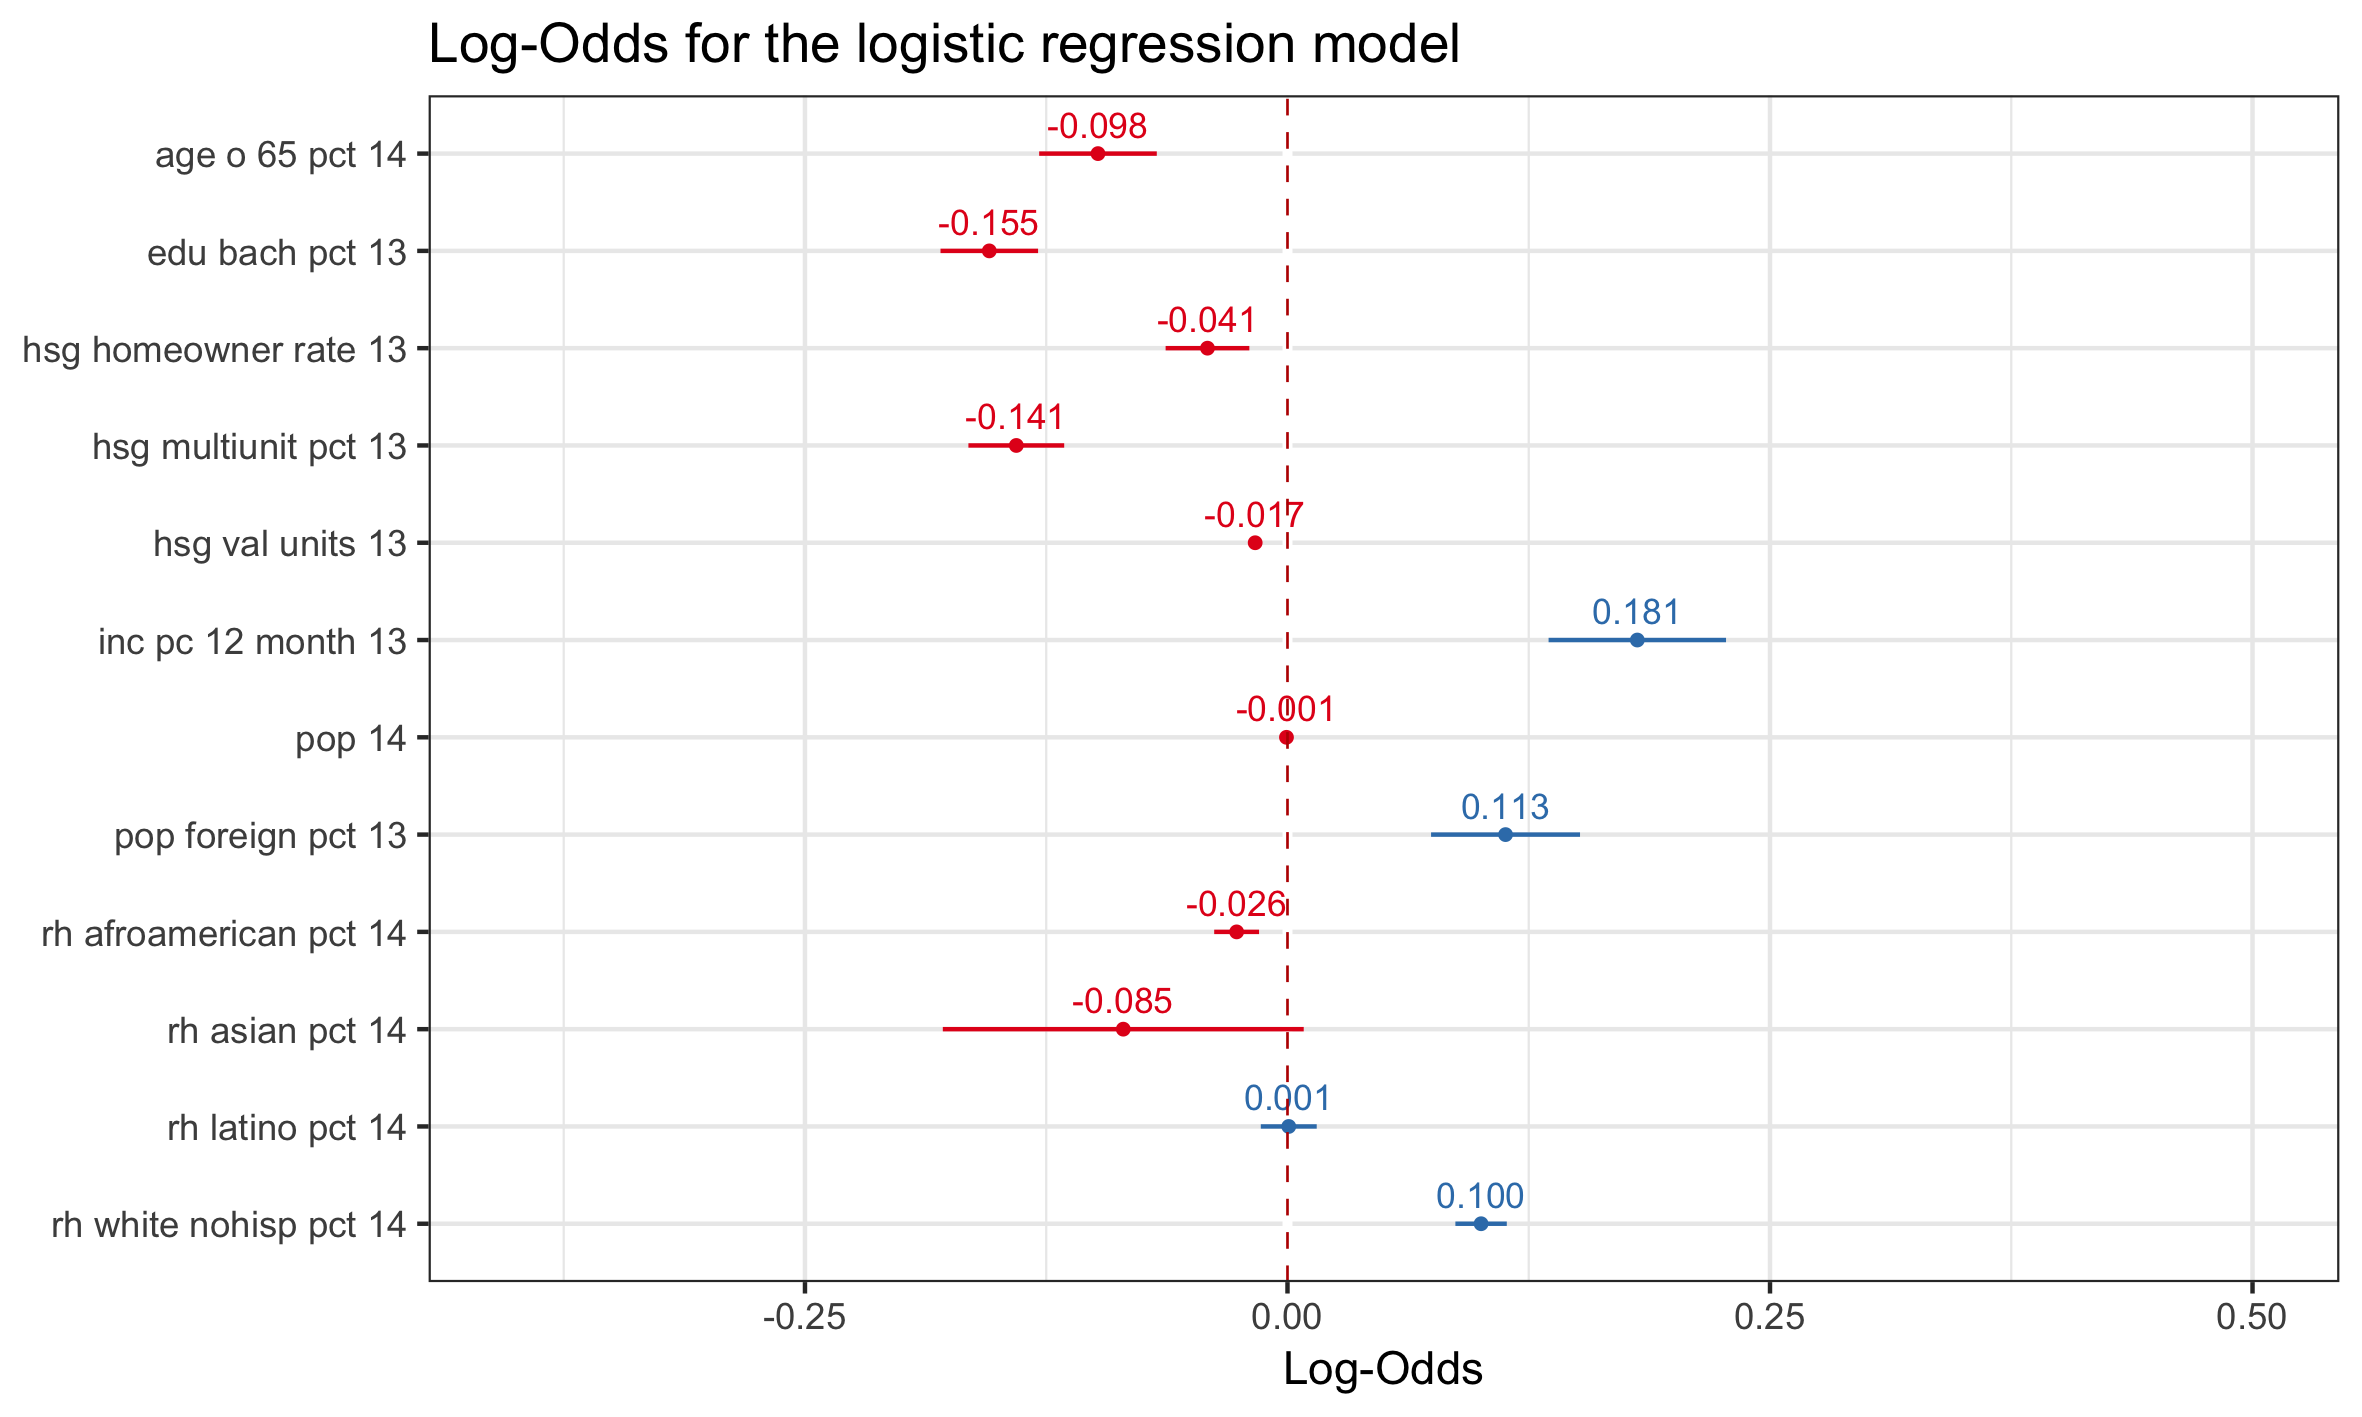 Log-Odds for the logistic regression model
-0.098
age o 65 pct 14
-0.155
edu bach pct 13
-0.041
hsg homeowner rate 13
-0.141
hsg multiunit pct 13
-0.017
hsg val units 13
0.181
inc pc 12 month 13
-0.001
pop 14
0.113
pop foreign pct 13
-0.026
rh afroamerican pct 14
-0.085
rh asian pct 14
0.001
rh latino pct 14
0.100
rh white nohisp pct 14
-0.25 0.00 0.25 0.50
Log-Odds